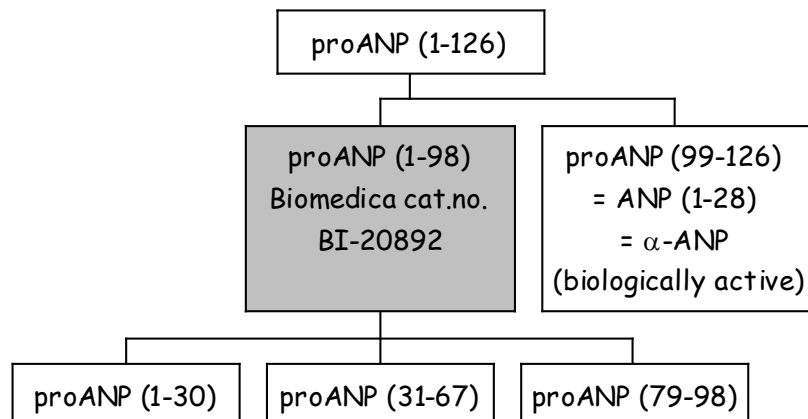 proANP (1-126)
proANP (1-98)
Biomedica cat.no.
BI-20892
proANP (99-126)
= ANP (1-28)
= α-ANP
(biologically active)
proANP (1-30)
proANP (31-67)
proANP (79-98)